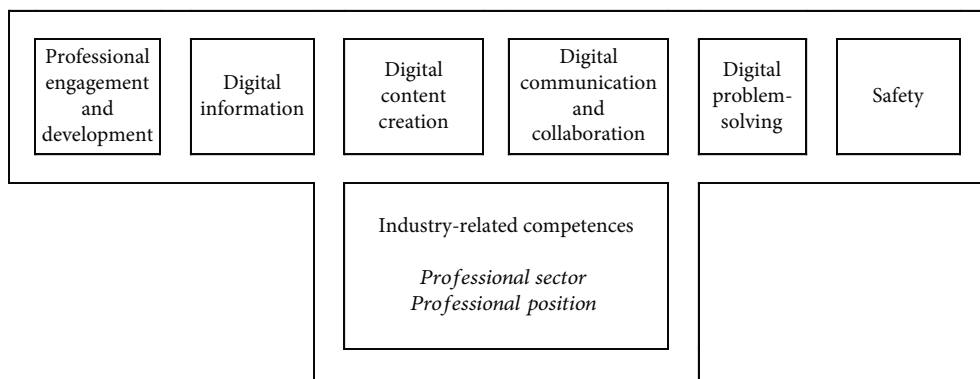 Professional
engagement
and
development
Digital
information
Digital
content
creation
Digital
communication
and
collaboration
Digital
problem-
solving
Safety
Industry-related competences
Professional sector
Professional position